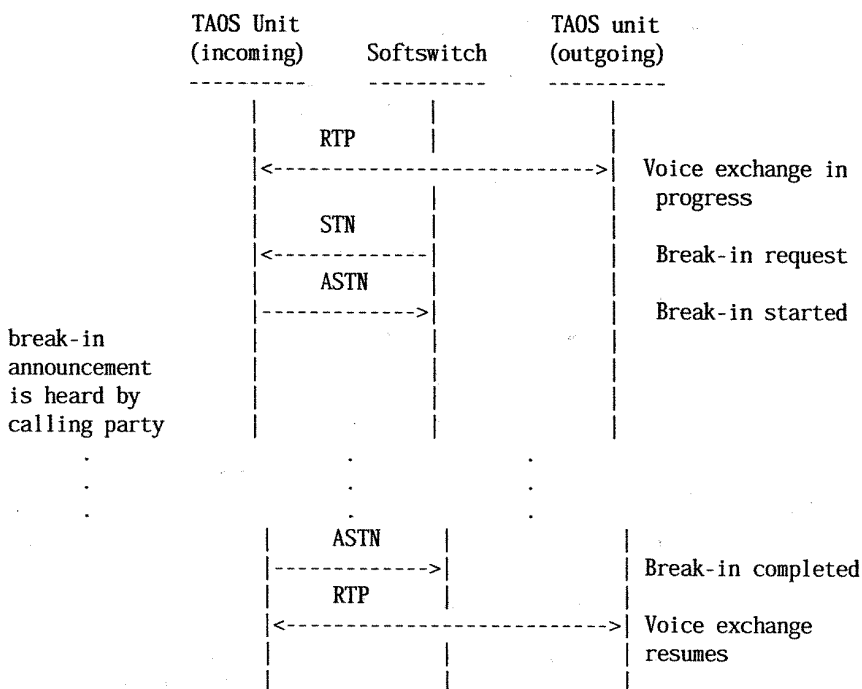 TAOS Unit TAOS unit
(incoming) Softswitch (outgoing)
---------- ---------- ----------
| | |
| RTP | |
|<----------------------------->| Voice exchange in
| | | progress
| STN | |
|<-------------| | Break-in request
| ASTN | |
|------------->| | Break-in started
break-in | | |
announcement | | |
is heard by | | |
calling party | | |
. . .
. . .
. . .
| ASTN | |
|------------->| | Break-in completed
| RTP | |
|<----------------------------->| Voice exchange
| | | resumes
| | |